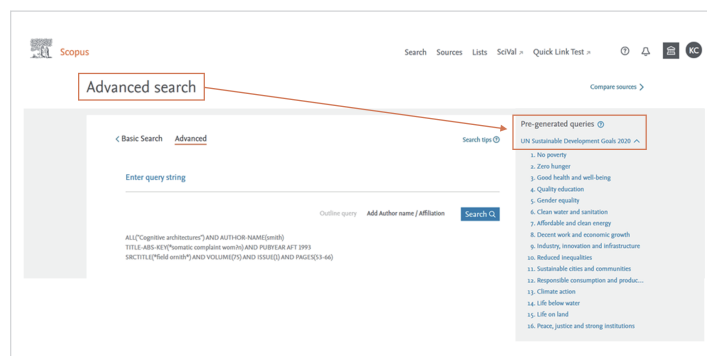 Scopus
Search Sources Lists SciVal Quick Link Test
KC
Advanced search
Compare sources
Basic Search Advanced
Search tips
Enter query string
Outline query Add Author name / Affiliation Search
ALL("Cognitive architectures") AND AUTHOR-NAME(smith)
TITLE-ABS-KEY(*somatic complaint wom?n) AND PUBYEAR AFT 1993
SRCTITLE(*field ornith*) AND VOLUME(75) AND ISSUE(1) AND PAGES(53-66)
Pre-generated queries
UN Sustainable Development Goals 2020
1. No poverty
2. Zero hunger
3. Good health and well-being
4. Quality education
5. Gender equality
6. Clean water and sanitation
7. Affordable and clean energy
8. Decent work and economic growth
9. Industry, innovation and infrastructure
10. Reduced inequalities
11. Sustainable cities and communities
12. Responsible consumption and produc...
13. Climate action
14. Life below water
15. Life on land
16. Peace, justice and strong institutions